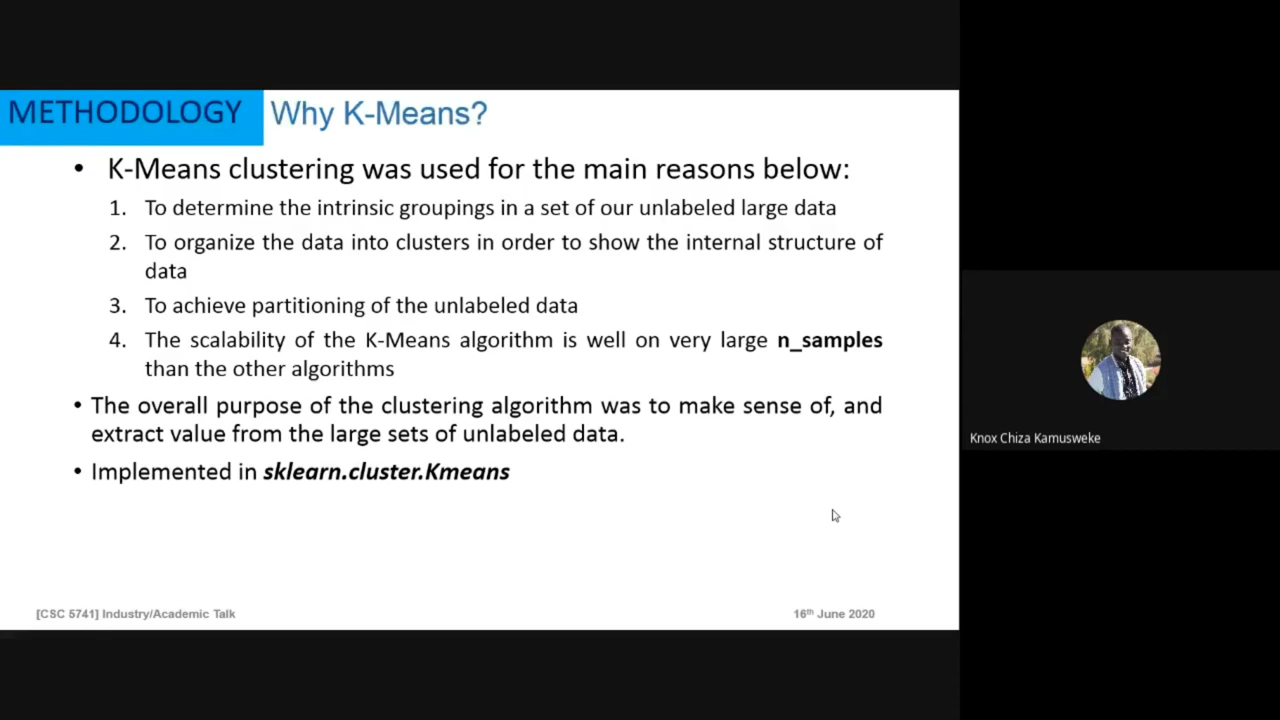 METHODOLOGY Why K-Means?
• K-Means clustering was used for the main reasons below:
1. To determine the intrinsic groupings in a set of our unlabeled large data
2. To organize the data into clusters in order to show the internal structure of
data
3. To achieve partitioning of the unlabeled data
4. The scalability of the K-Means algorithm is well on very large n_samples
than the other algorithms
• The overall purpose of the clustering algorithm was to make sense of, and
extract value from the large sets of unlabeled data.
• Implemented in sklearn.cluster.Kmeans
[CSC 5741] Industry/Academic Talk 16th June 2020
Knox Chiza Kamusweke